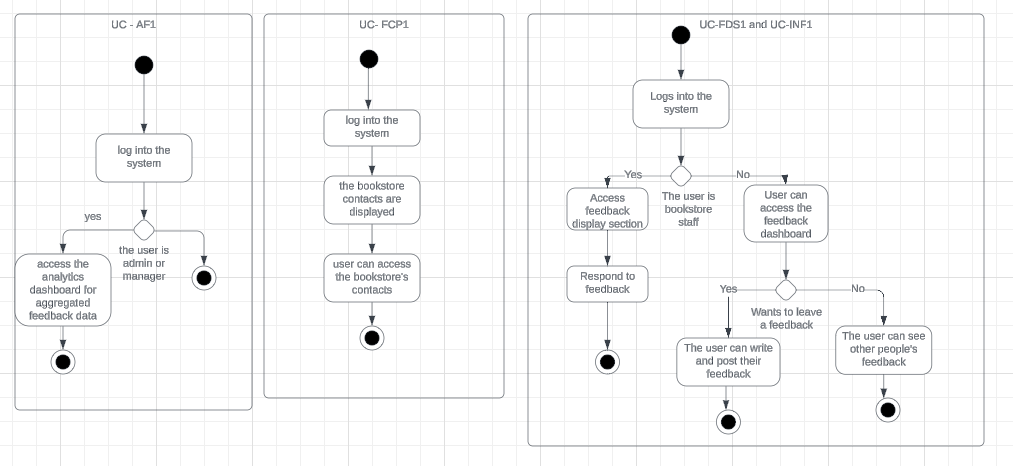 UC - AF1
log into the
system
yes
the user is
admin or
manager
access the
analytics
dashboard for
aggregated
feedback data
UC- FCP1
log into the
system
the bookstore
contacts are
displayed
user can access
the bookstore's
contacts
UC-FDS1 and UC-INF1
Logs into the
system
Yes
No
The user is
bookstore
staff
Access
feedback
display section
User can
access the
feedback
dashboard
Respond to
feedback
Yes
No
Wants to leave
a feedback
The user can write
and post their
feedback
The user can see
other people's
feedback